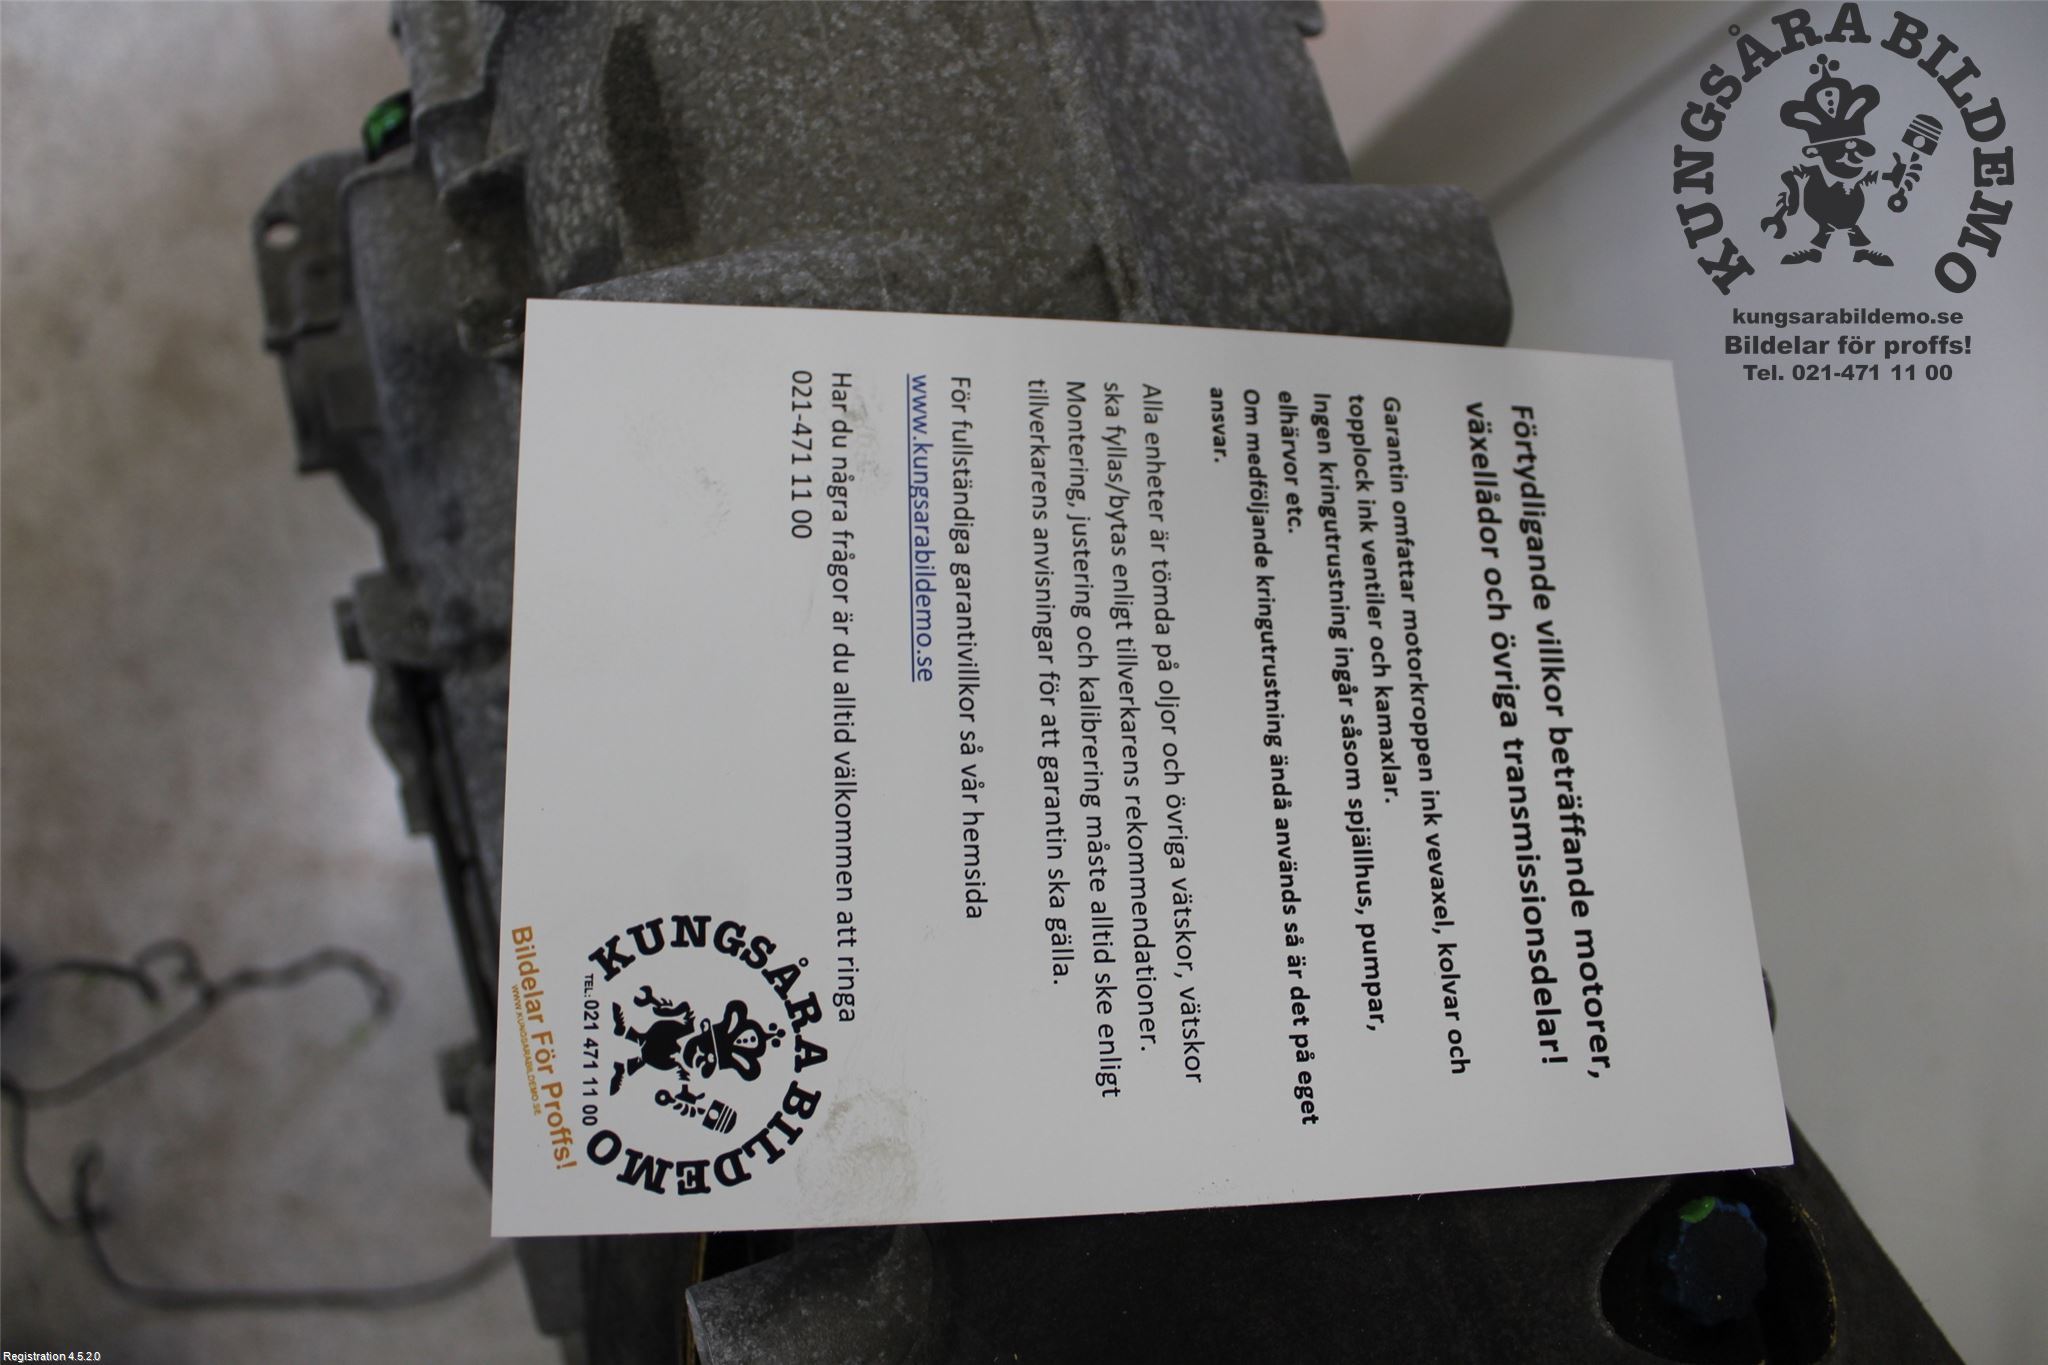 KUNGSÅRA BILDEMO
kungsarabildemo.se
Bildelar för proffs!
Tel. 021-471 11 00
Förtydligande villkor beträffande motorer,
växellådor och övriga transmissionsdelar!
Garantin omfattar motorkroppen ink vevaxel, kolvar och
topplock ink ventiler och kamaxlar.
Ingen kringutrustning ingår såsom spjällhus, pumpar,
elhärvor etc.
Om medföljande kringutrustning ändå används så är det på eget
ansvar.
Alla enheter är tömda på oljor och övriga vätskor, vätskor
ska fyllas/bytas enligt tillverkarens rekommendationer.
Montering, justering och kalibrering måste alltid ske enligt
tillverkarens anvisningar för att garantin ska gälla.
För fullständiga garantivillkor så vår hemsida
www.kungsarabildemo.se
Har du några frågor är du alltid välkommen att ringa
021-471 11 00
KUNGSÅRA BILDEMO
TEL: 021 471 11 00
Bildelar För Proffs!
WWW.KUNGSARABILDEMO.SE
Registration 4.5.2.0